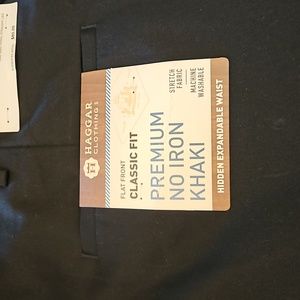 HAGGAR
CLOTHING Co
FLAT FRONT
CLASSIC FIT
PREMIUM
NO IRON
KHAKI
STRETCH
FABRIC
MACHINE
WASHABLE
HIDDEN EXPANDABLE WAIST